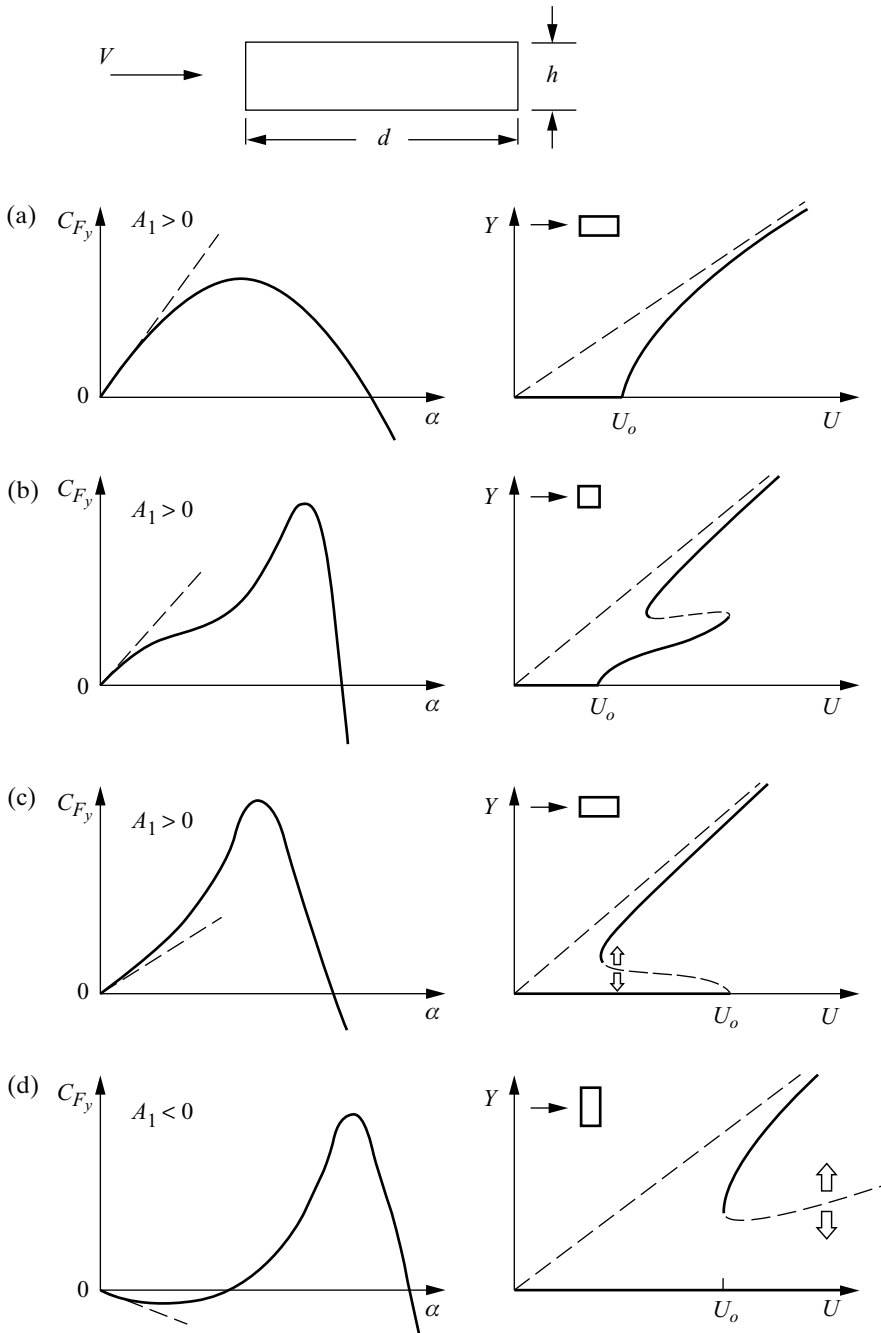 V
h
d
(a)
C_{F_y}
A_1 > 0
0
α
Y
U_o
U
(b)
C_{F_y}
A_1 > 0
0
α
Y
U_o
U
(c)
C_{F_y}
A_1 > 0
0
α
Y
U_o
U
(d)
C_{F_y}
A_1 < 0
0
α
Y
U_o
U